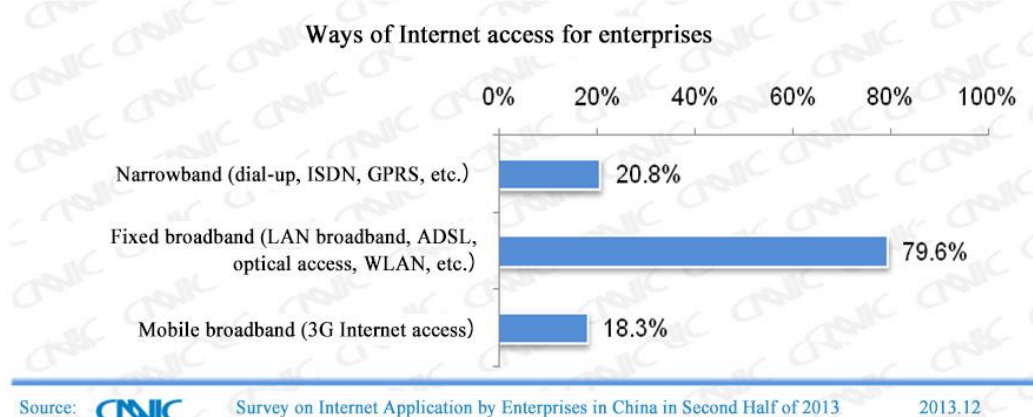 Ways of Internet access for enterprises
0% 20% 40% 60% 80% 100%
Narrowband (dial-up, ISDN, GPRS, etc.) 20.8%
Fixed broadband (LAN broadband, ADSL,
optical access, WLAN, etc.) 79.6%
Mobile broadband (3G Internet access) 18.3%
Source: CNNIC Survey on Internet Application by Enterprises in China in Second Half of 2013 2013.12